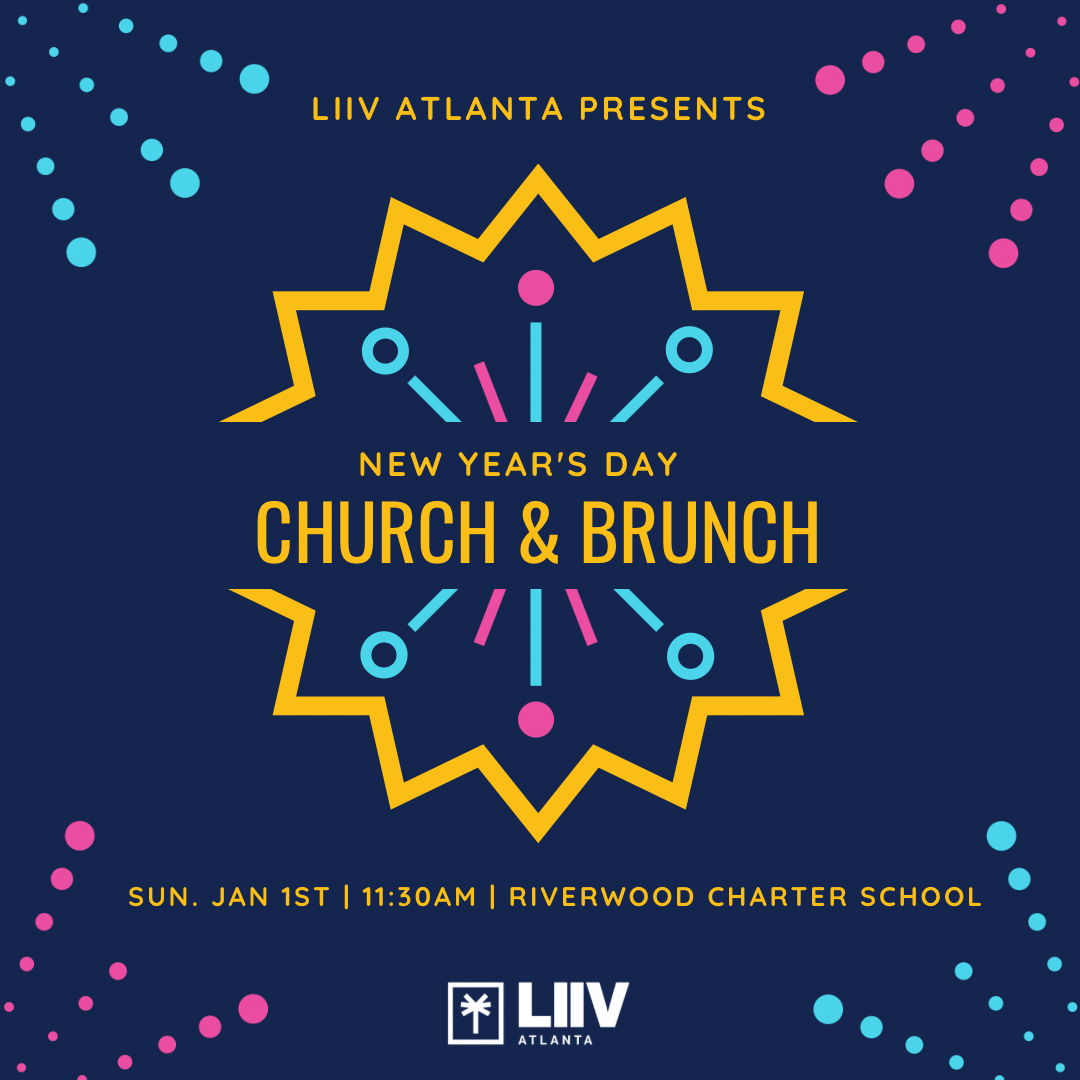 LIIV ATLANTA PRESENTS
NEW YEAR'S DAY
CHURCH & BRUNCH
SUN. JAN 1ST | 11:30AM | RIVERWOOD CHARTER SCHOOL
LIIV
ATLANTA